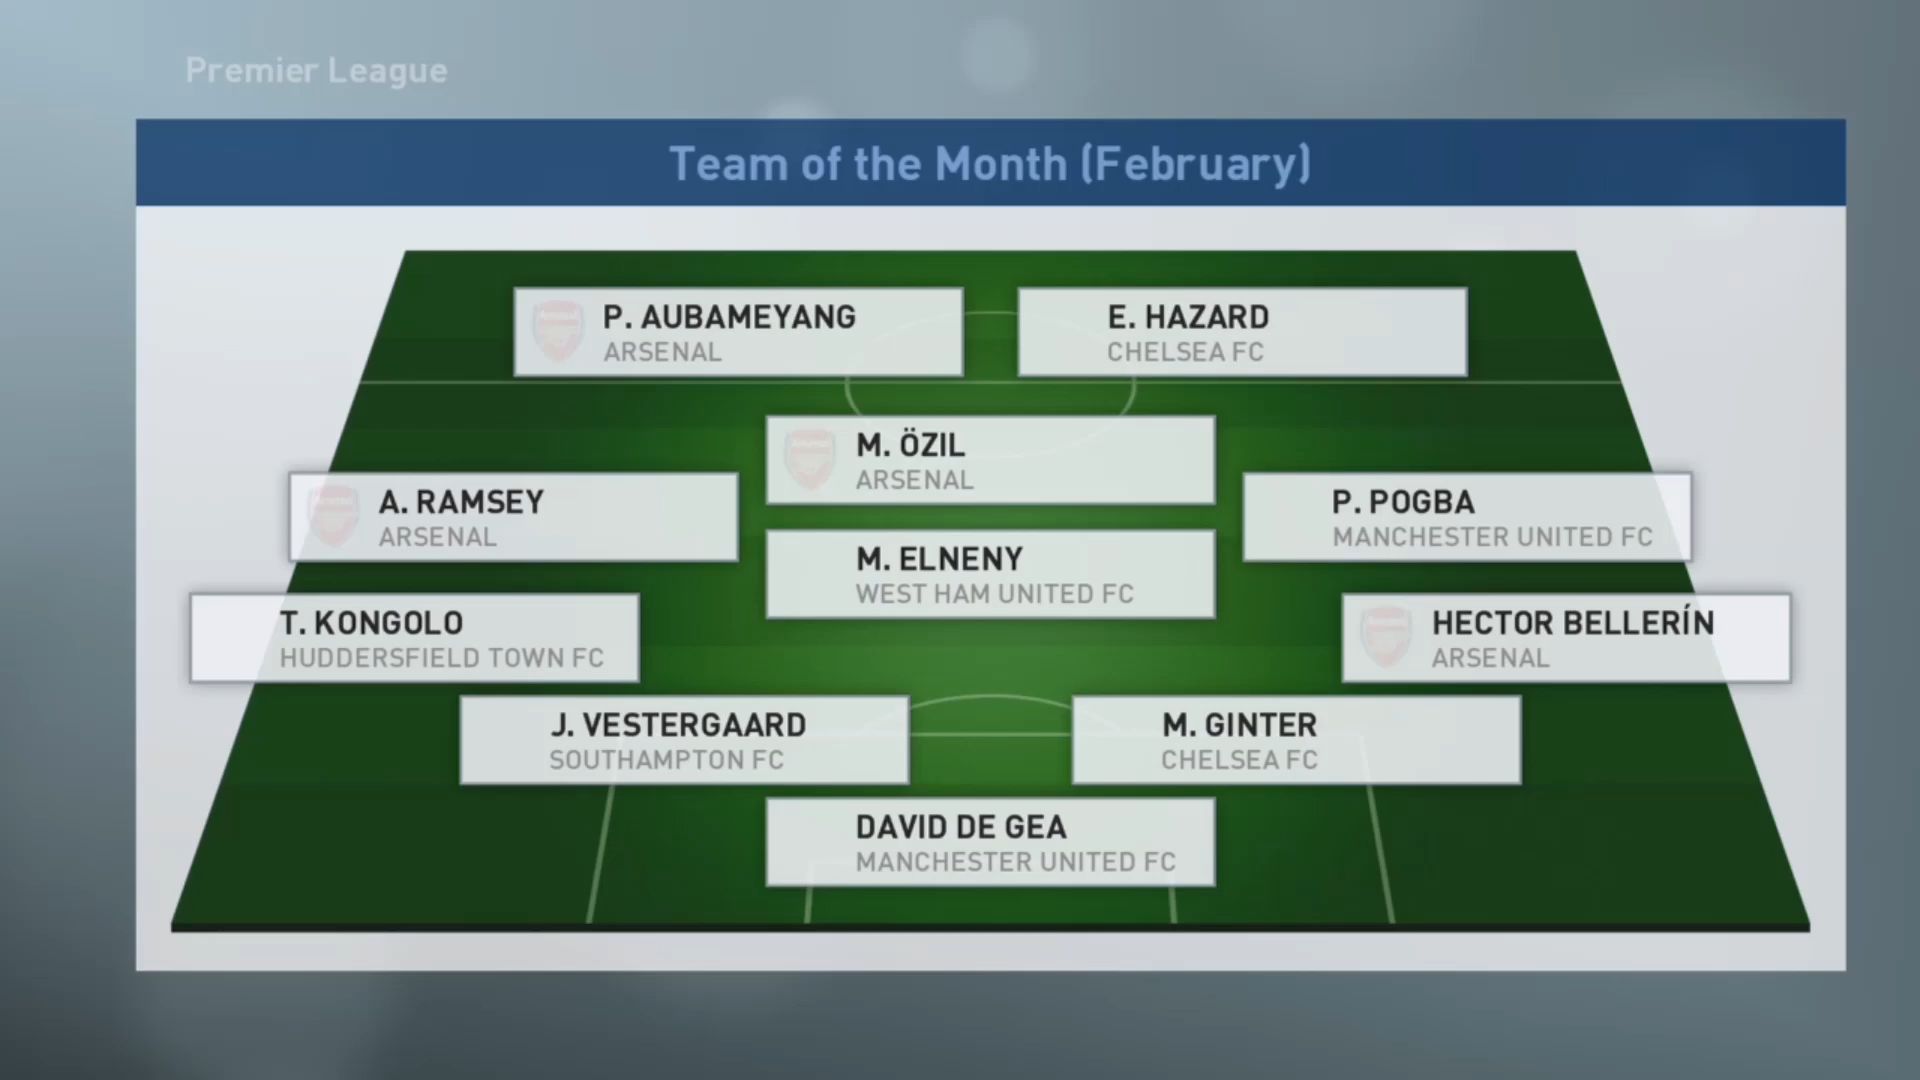 Premier League
Team of the Month (February)
P. AUBAMEYANG
ARSENAL
E. HAZARD
CHELSEA FC
M. ÖZIL
ARSENAL
A. RAMSEY
ARSENAL
P. POGBA
MANCHESTER UNITED FC
M. ELNENY
WEST HAM UNITED FC
T. KONGOLO
HUDDERSFIELD TOWN FC
HECTOR BELLERÍN
ARSENAL
J. VESTERGAARD
SOUTHAMPTON FC
M. GINTER
CHELSEA FC
DAVID DE GEA
MANCHESTER UNITED FC